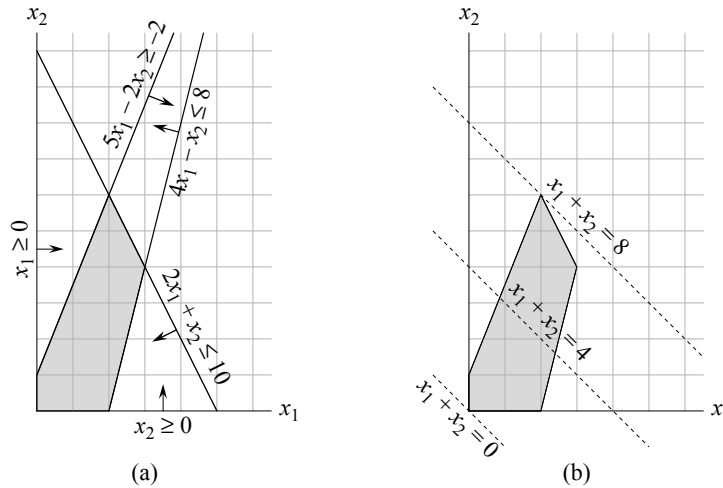 x₂
5x₁ – 2x₂ ≥ –2
4x₁ – x₂ ≤ 8
x₁ ≥ 0
2x₁ + x₂ ≤ 10
x₁
x₂ ≥ 0
(a)
x₂
x₁ + x₂ = 8
x₁ + x₂ = 4
x₁ + x₂ = 0
x
(b)